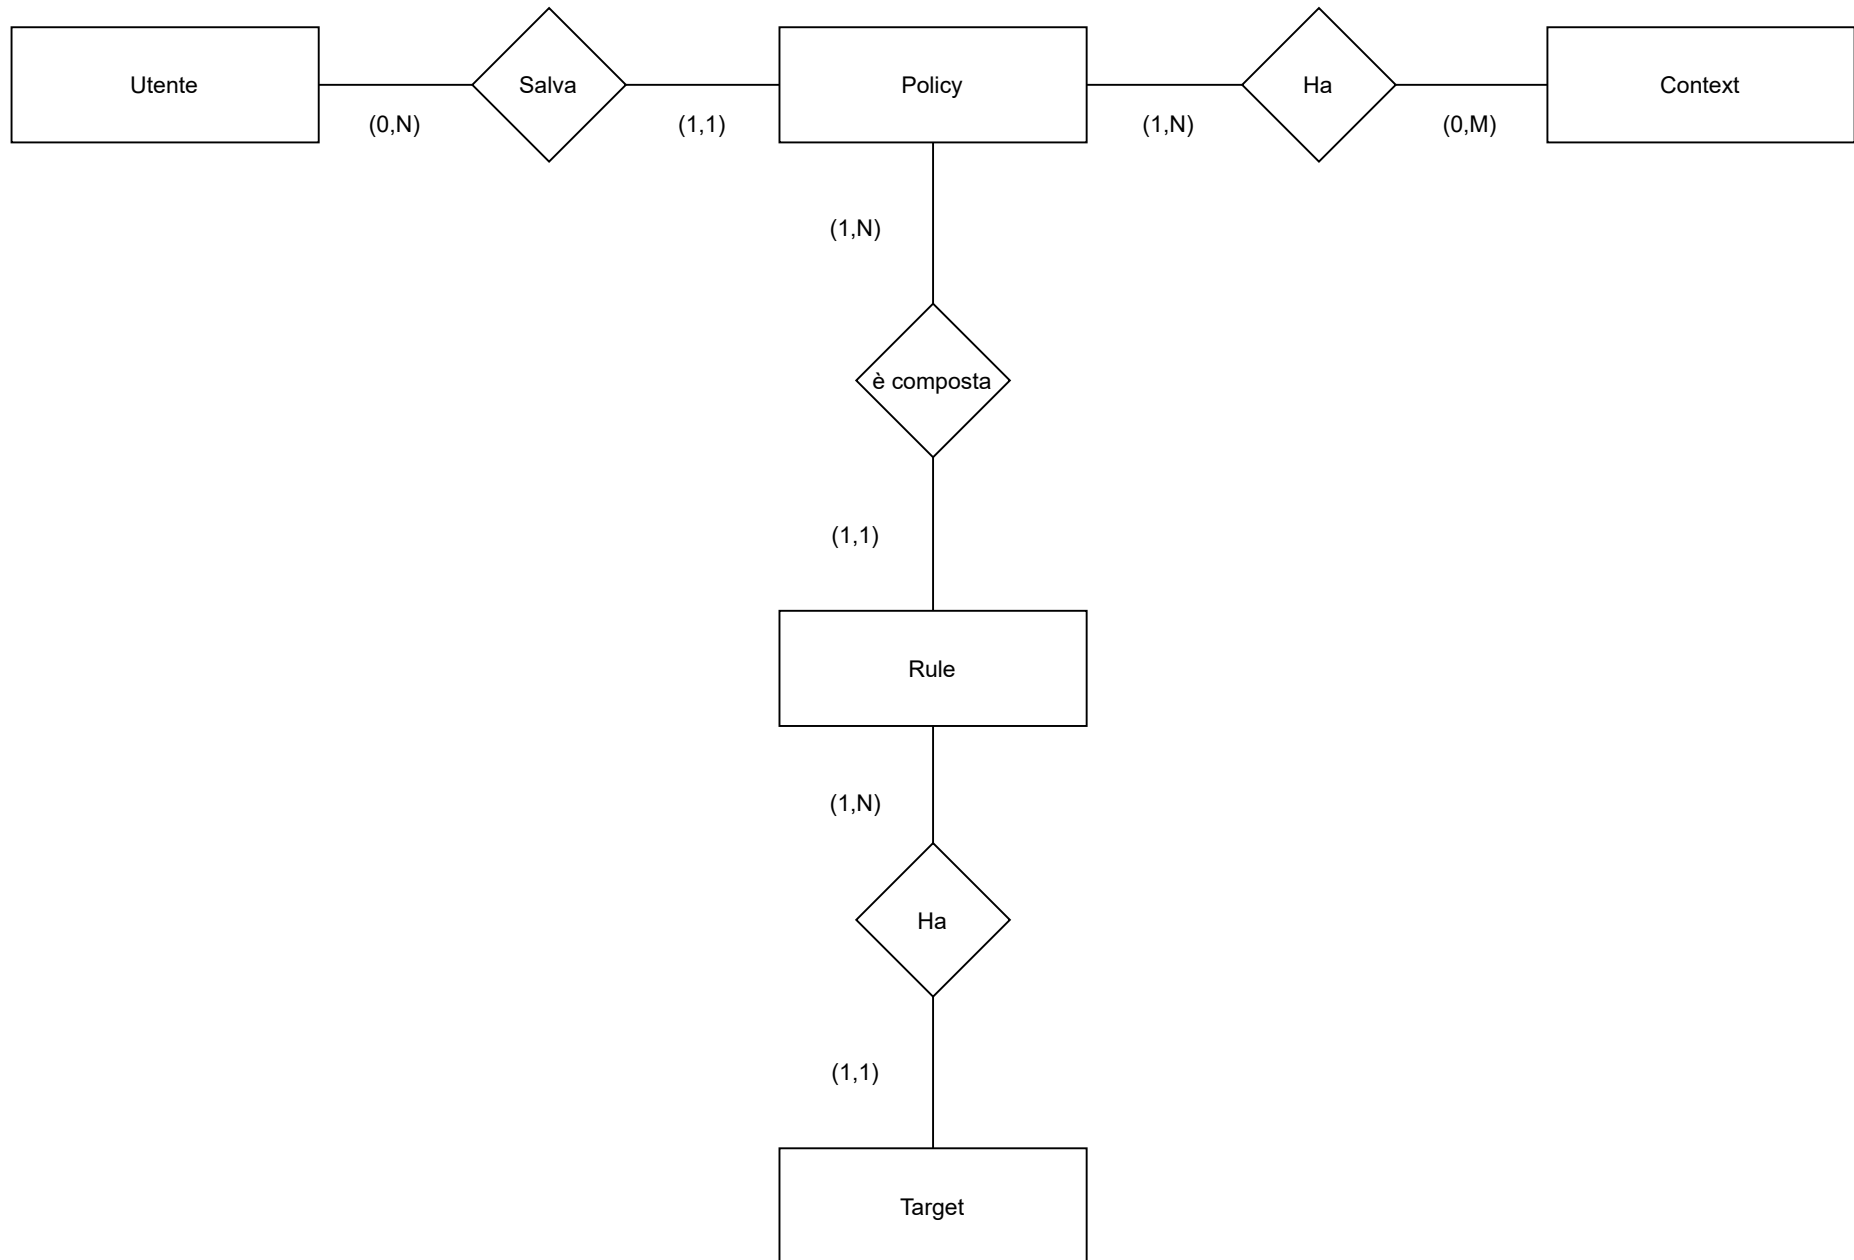 Utente
Salva
Policy
Ha
Context
(0,N)
(1,1)
(1,N)
(0,M)
(1,N)
è composta
(1,1)
Rule
(1,N)
Ha
(1,1)
Target